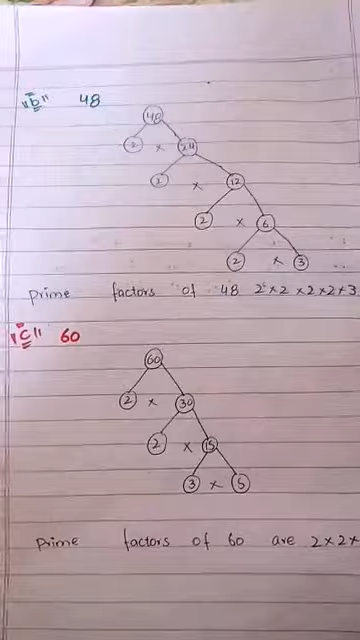 "b" 48
48
2 × 24
2 × 12
2 × 6
2 × 3
prime factors of 48 2×2×2×2×3
"c" 60
60
2 × 30
2 × 15
3 × 5
prime factors of 60 are 2×2×